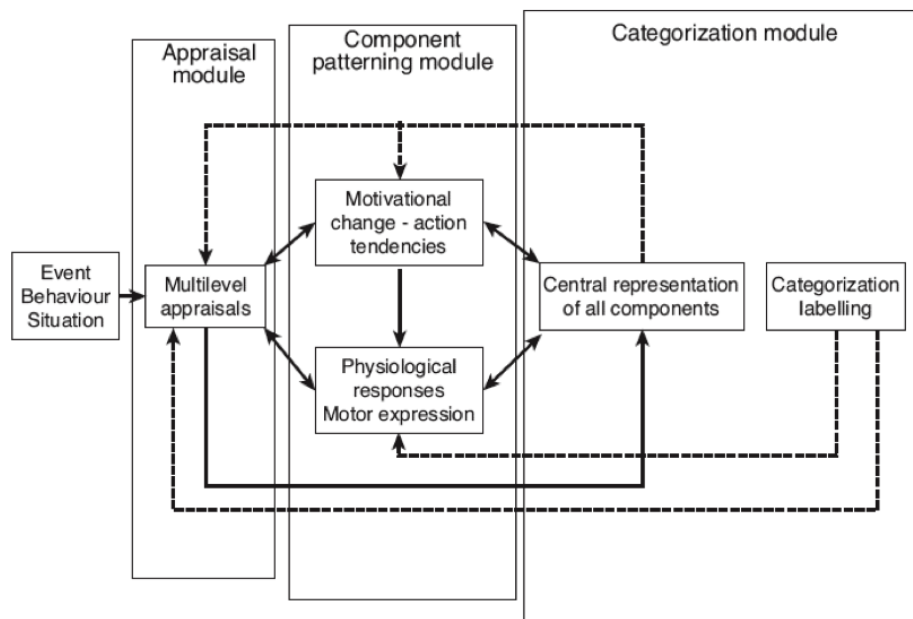 Appraisal
module
Component
patterning module
Categorization module
Motivational
change - action
tendencies
Event
Behaviour
Situation
Multilevel
appraisals
Central representation
of all components
Categorization
labelling
Physiological
responses
Motor expression